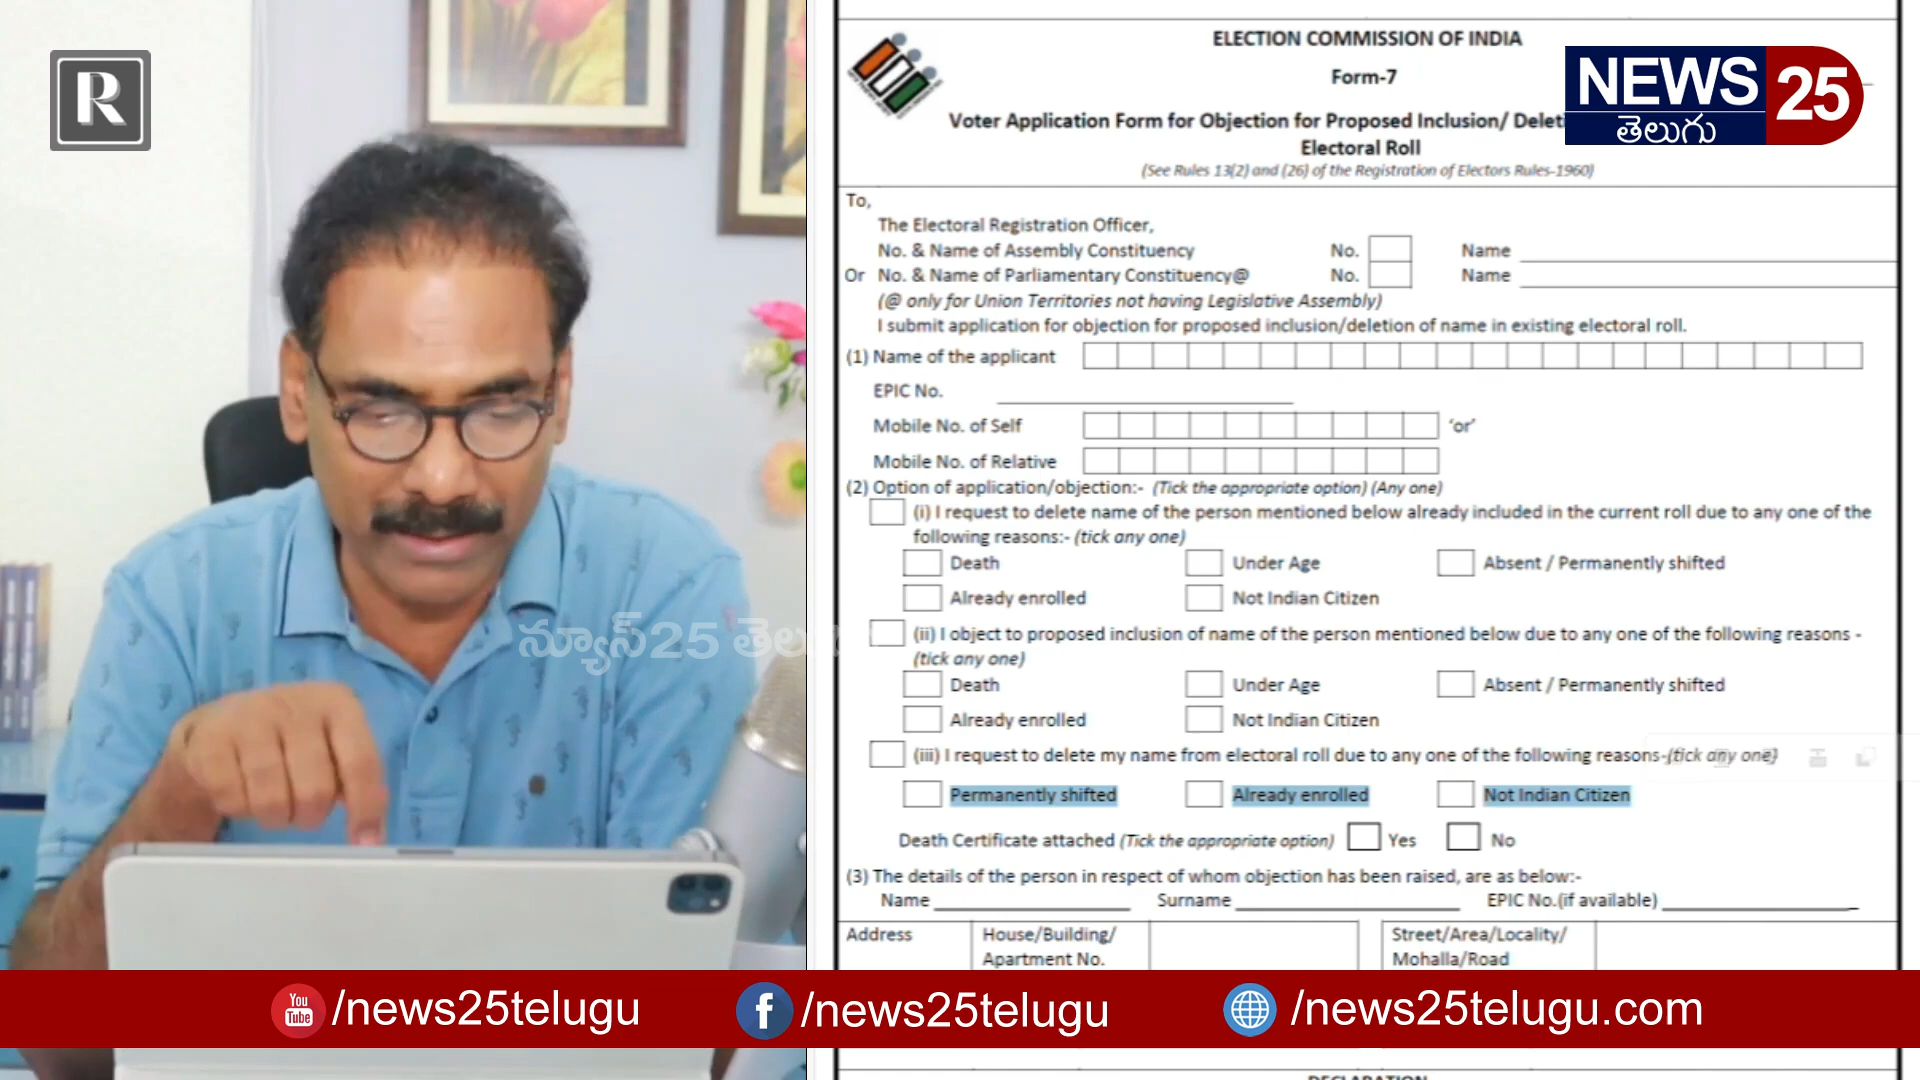 R
ELECTION COMMISSION OF INDIA
Form-7
NEWS 25
తెలుగు
Voter Application Form for Objection for Proposed Inclusion/
Electoral Roll
(See Rules 13(2) and (26) of the Registration of Electors Rules-1960)
To,
The Electoral Registration Officer,
No. & Name of Assembly Constituency No. Name
Or No. & Name of Parliamentary Constituency@ No. Name
(@ only for Union Territories not having Legislative Assembly)
I submit application for objection for proposed inclusion/deletion of name in existing electoral roll.
(1) Name of the applicant
EPIC No.
Mobile No. of Self 'or'
Mobile No. of Relative
(2) Option of application/objection:- (Tick the appropriate option) (Any one)
(i) I request to delete name of the person mentioned below already included in the current roll due to any one of the
following reasons:- (tick any one)
Death Under Age Absent / Permanently shifted
Already enrolled Not Indian Citizen
న్యూస్25
(ii) I object to proposed inclusion of name of the person mentioned below due to any one of the following reasons -
(tick any one)
Death Under Age Absent / Permanently shifted
Already enrolled Not Indian Citizen
(iii) I request to delete my name from electoral roll due to any one of the following reasons-(tick any one)
Permanently shifted Already enrolled Not Indian Citizen
Death Certificate attached (Tick the appropriate option) Yes No
(3) The details of the person in respect of whom objection has been raised, are as below:-
Name Surname EPIC No.(if available)
Address House/Building/ Street/Area/Locality/
Apartment No. Mohalla/Road
You Tube /news25telugu f /news25telugu /news25telugu.com